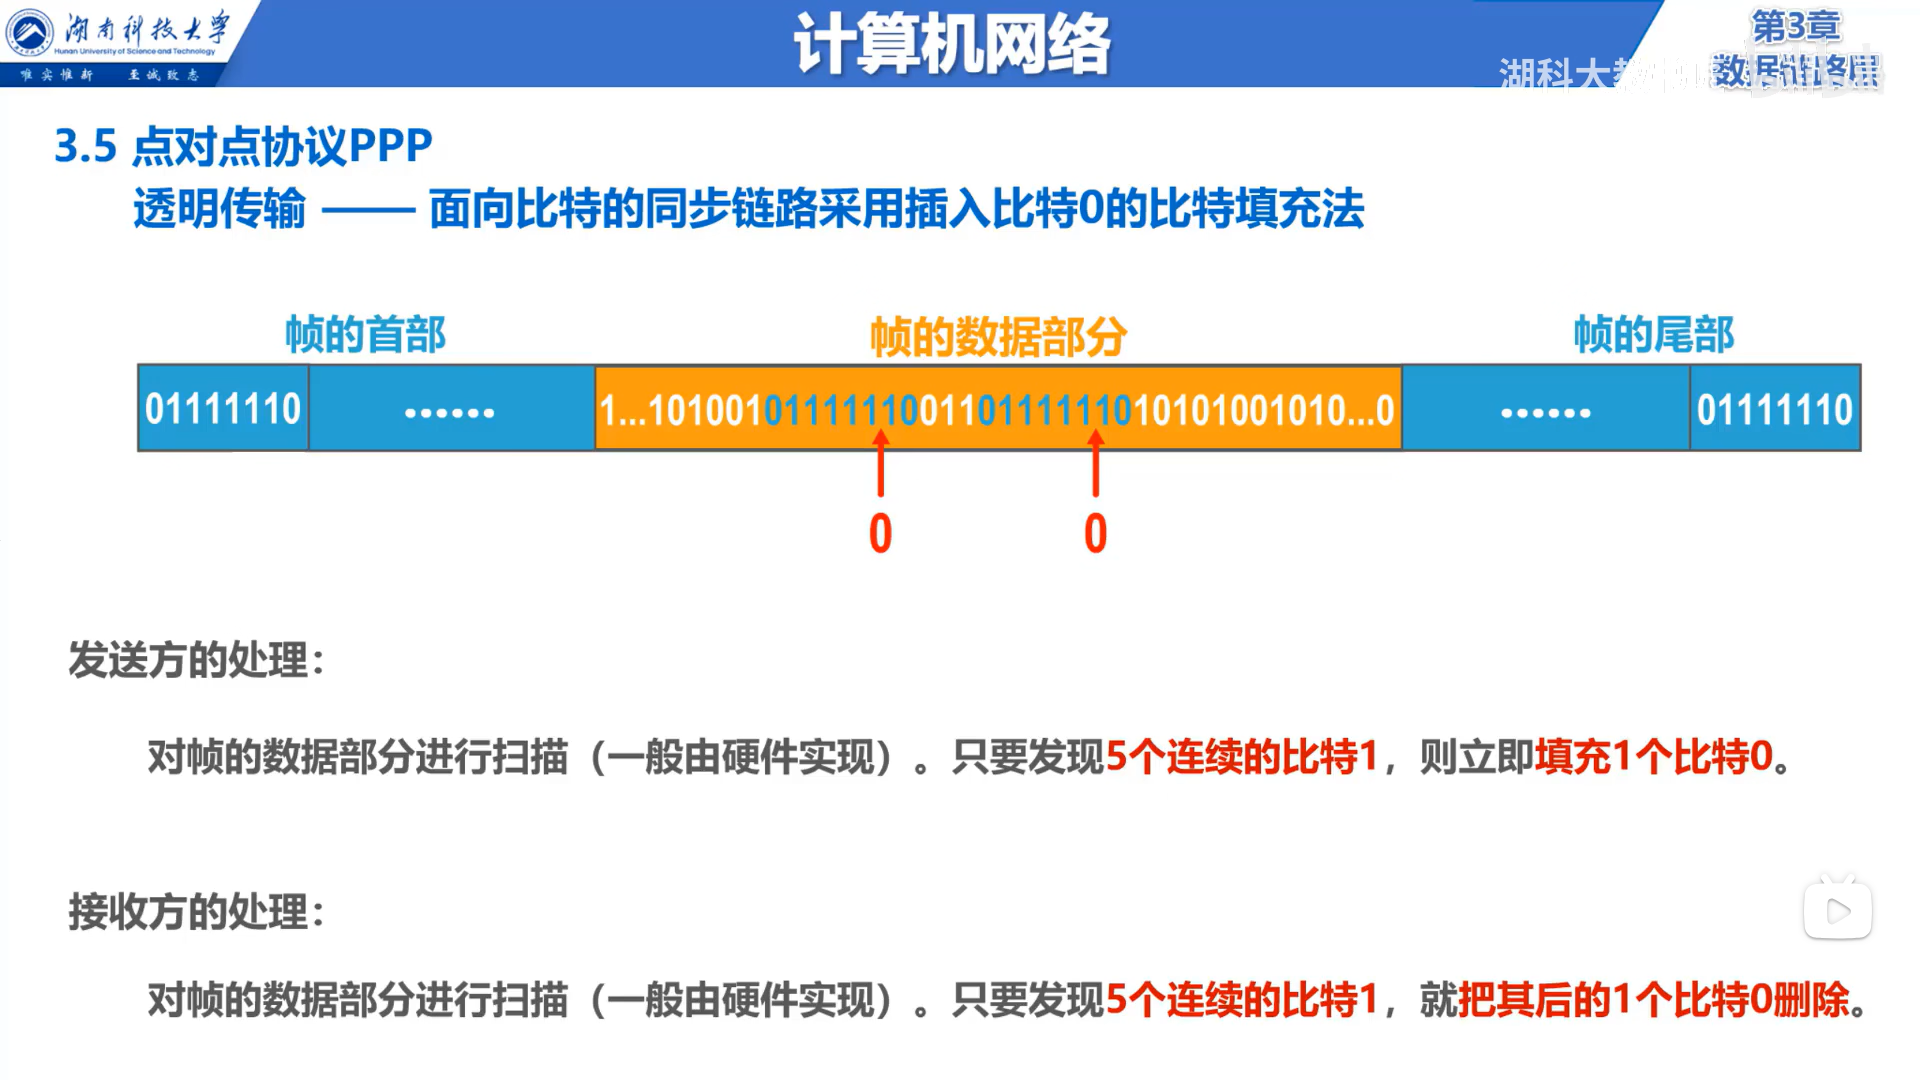 湖南科技大学
Hunan University of Science and Technology
唯实惟新 至诚致志
计算机网络
第3章
数据链路层
湖科大教书匠
3.5 点对点协议PPP
透明传输 —— 面向比特的同步链路采用插入比特0的比特填充法
帧的首部 帧的数据部分 帧的尾部
01111110 …… 1...101001011111100110111111010101001010...0 …… 01111110
0 0
发送方的处理：
对帧的数据部分进行扫描（一般由硬件实现）。只要发现5个连续的比特1，则立即填充1个比特0。
接收方的处理：
对帧的数据部分进行扫描（一般由硬件实现）。只要发现5个连续的比特1，就把其后的1个比特0删除。